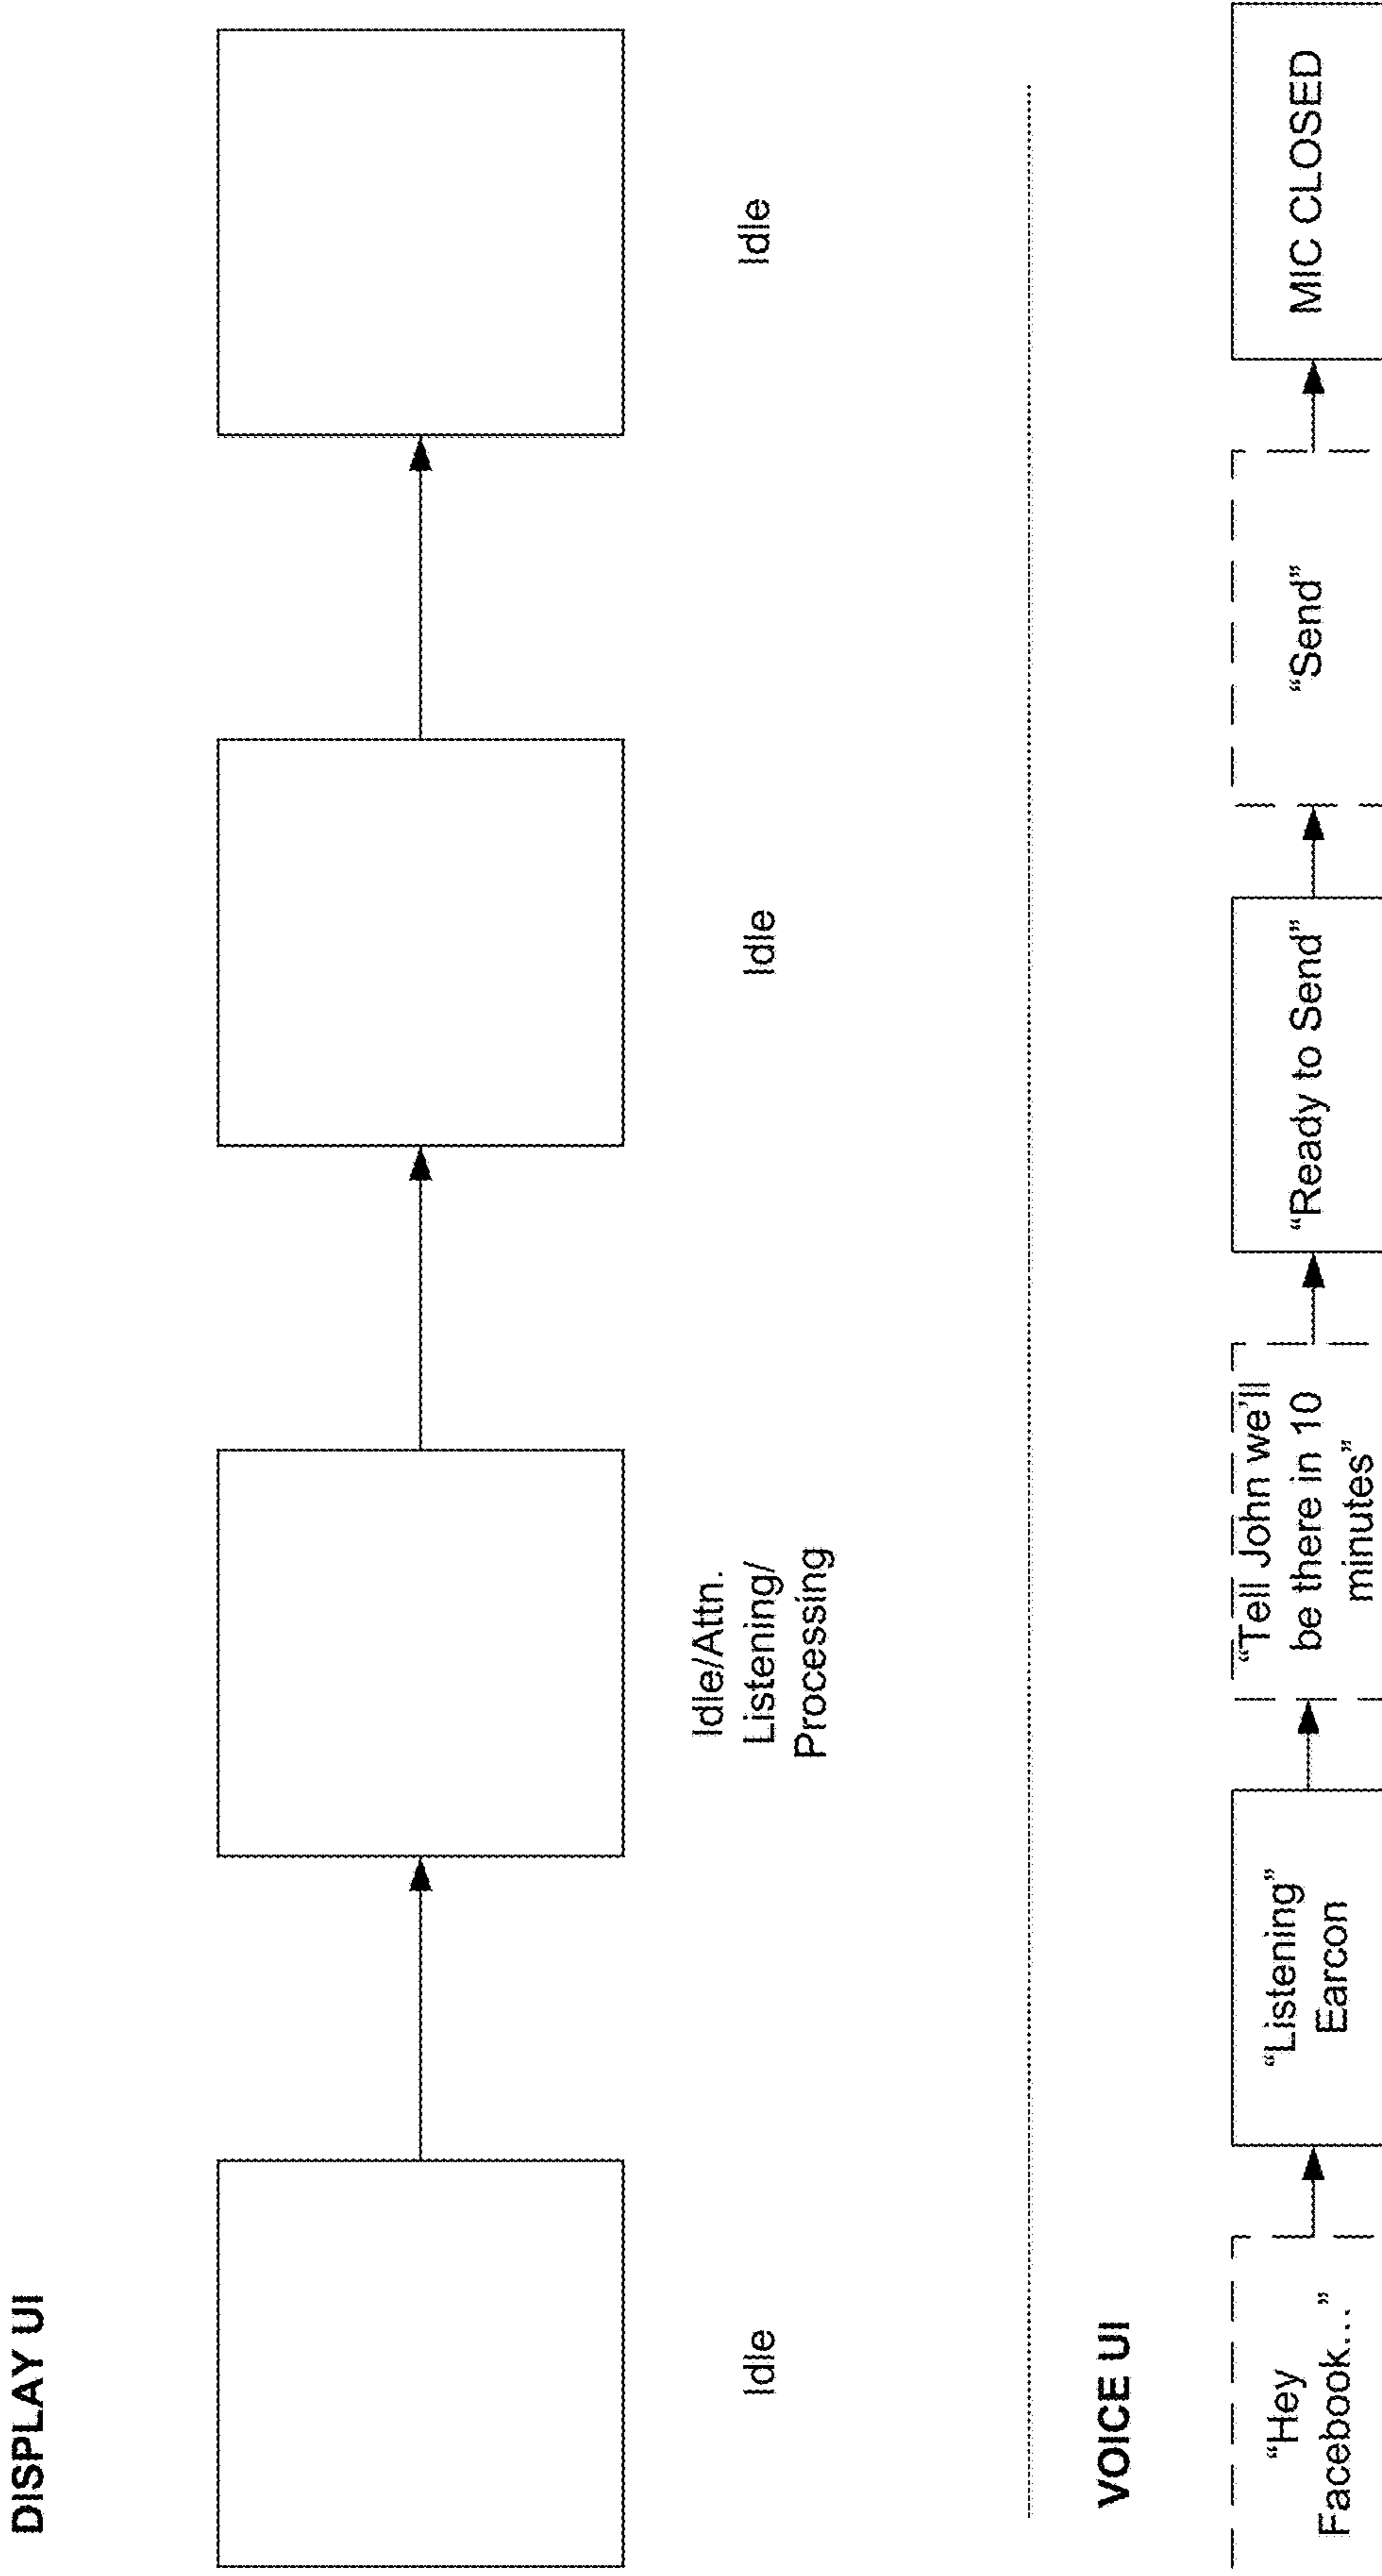 DISPLAY UI
Idle
Idle/Attn.
Listening/
Processing
Idle
Idle
VOICE UI
“Hey
Facebook...”
“Listening”
Earcon
“Tell John we’ll
be there in 10
minutes”
“Ready to Send”
“Send”
MIC CLOSED